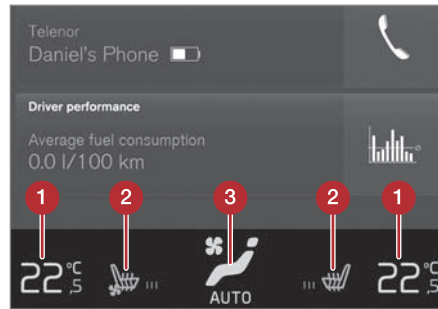 Telenor
Daniel's Phone
Driver performance
Average fuel consumption
0.0 l/100 km
1 2 3 2 1
22°C,5 22°C,5
AUTO